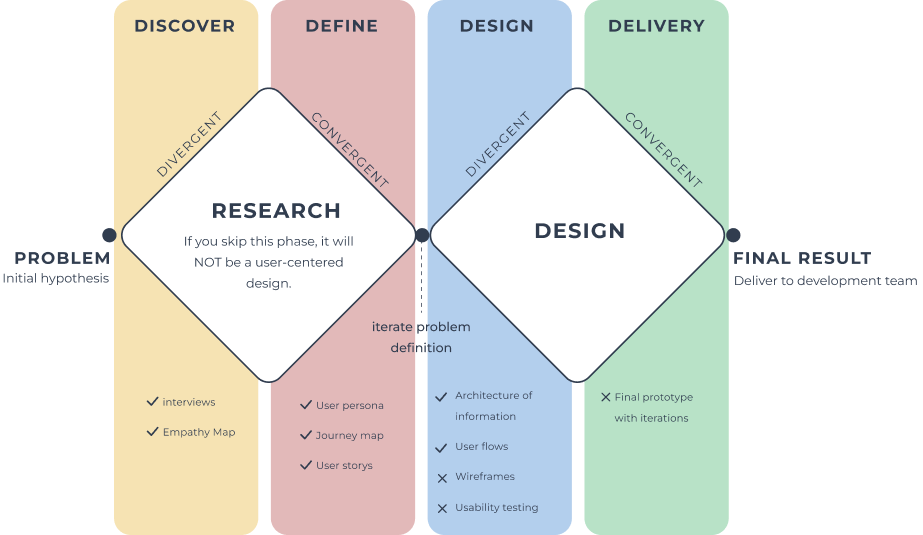 DISCOVER
DEFINE
DESIGN
DELIVERY
DIVERGENT
CONVERGENT
DIVERGENT
CONVERGENT
RESEARCH
If you skip this phase, it will
NOT be a user-centered
design.
DESIGN
PROBLEM
Initial hypothesis
FINAL RESULT
Deliver to development team
iterate problem
definition
interviews
Empathy Map
User persona
Journey map
User storys
Architecture of
information
User flows
Wireframes
Usability testing
Final prototype
with iterations